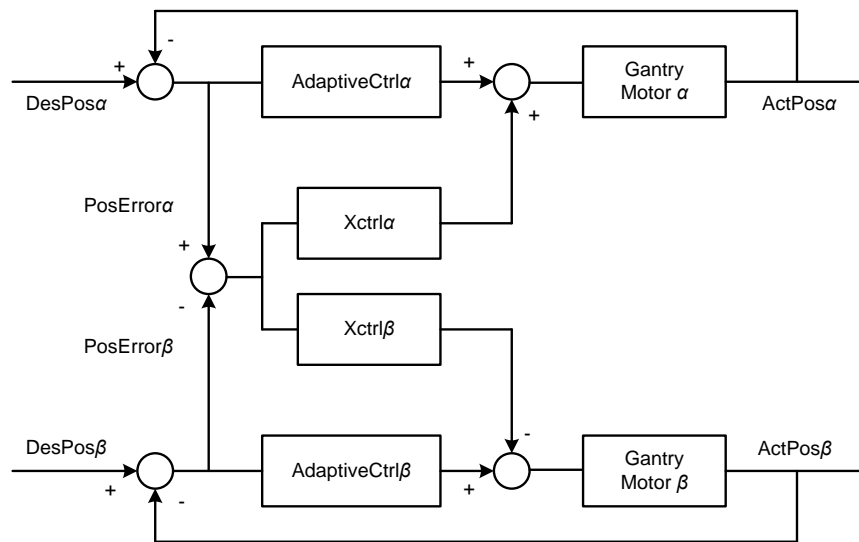 -
+
+
+
AdaptiveCtrlα
Gantry
Motor α
DesPosα
ActPosα
PosErrorα
Xctrlα
+
-
Xctrlβ
PosErrorβ
DesPosβ
-
ActPosβ
+
-
AdaptiveCtrlβ
+
Gantry
Motor β